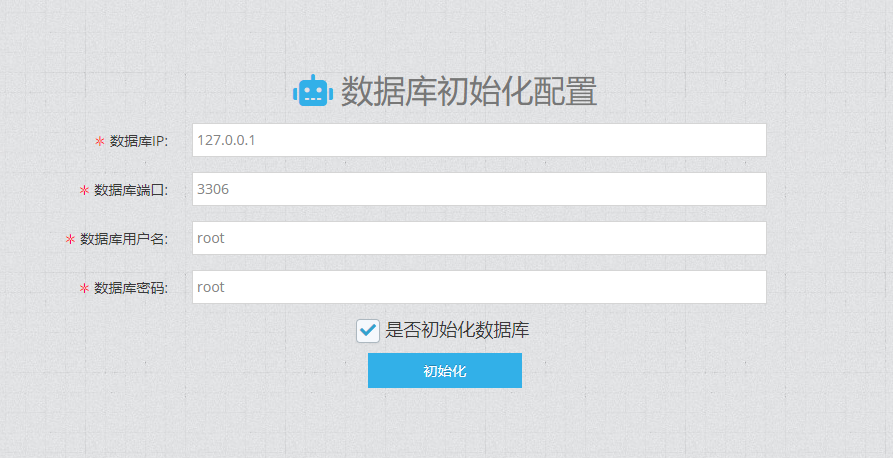 数据库初始化配置
* 数据库IP: 127.0.0.1
* 数据库端口: 3306
* 数据库用户名: root
* 数据库密码: root
是否初始化数据库
初始化